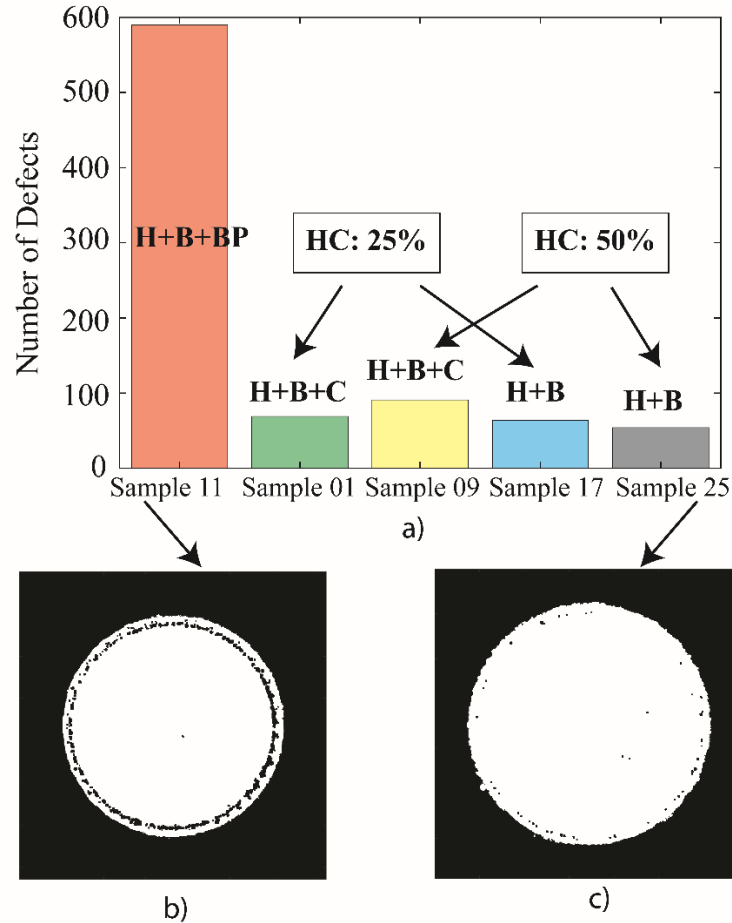 600
500
400
300
200
100
0
Number of Defects
H+B+BP
HC: 25%
HC: 50%
H+B+C
H+B+C
H+B
H+B
Sample 11
Sample 01
Sample 09
Sample 17
Sample 25
a)
b)
c)